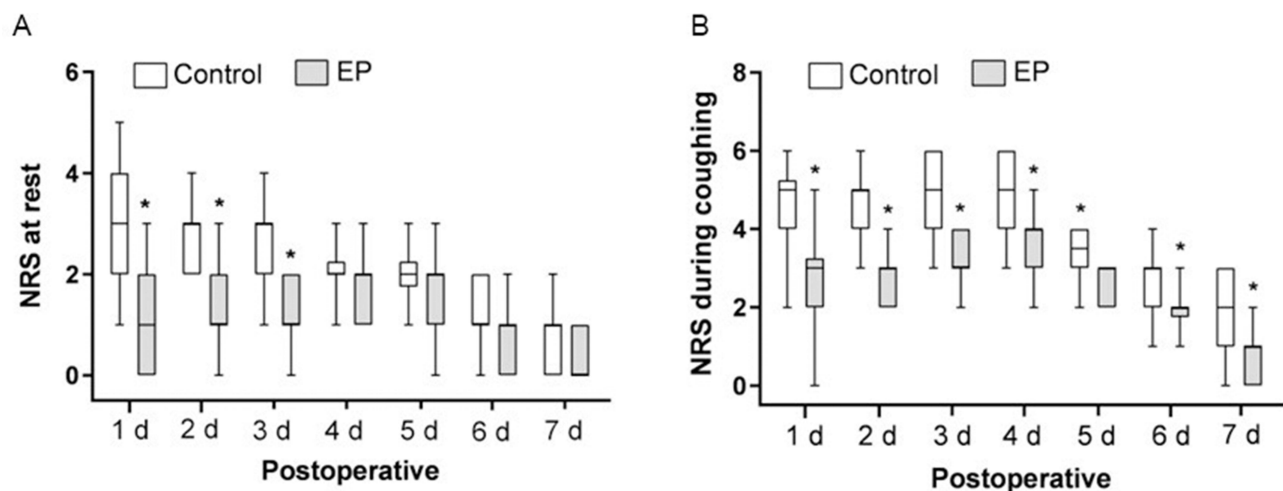 A
Control EP
6
4
2
0
NRS at rest
* * *
1 d 2 d 3 d 4 d 5 d 6 d 7 d
Postoperative
B
Control EP
8
6
4
2
0
NRS during coughing
* * * * * * *
1 d 2 d 3 d 4 d 5 d 6 d 7 d
Postoperative